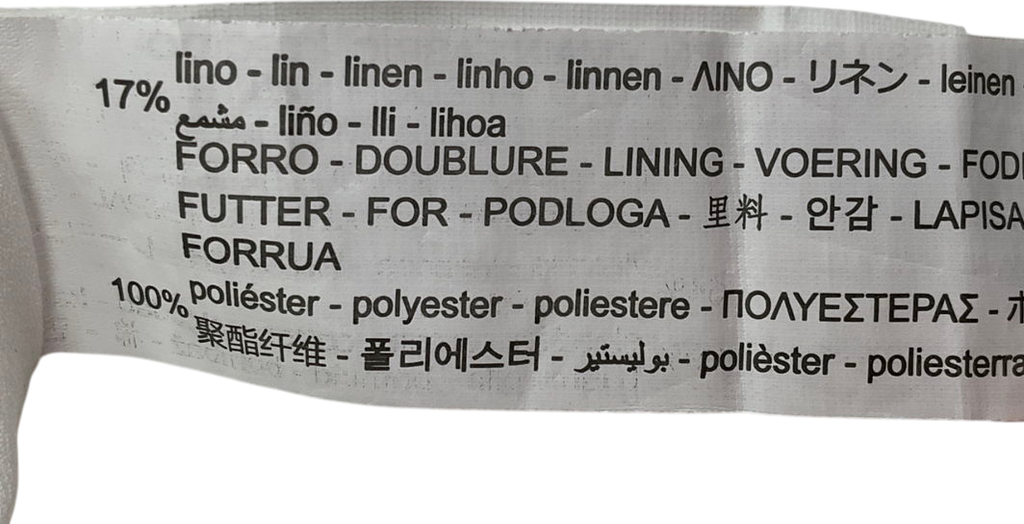 17% lino - lin - linen - linho - linnen - ΛΙΝΟ - リネン - leinen
مشمع - liño - lli - lihoa
FORRO - DOUBLURE - LINING - VOERING -
FUTTER - FOR - PODLOGA - 里料 - 안감 -
FORRUA
100% poliéster - polyester - poliestere - ΠΟΛΥΕΣΤΕΡΑΣ -
聚酯纤维 - 폴리에스터 - بوليستير - polièster - poliesterra